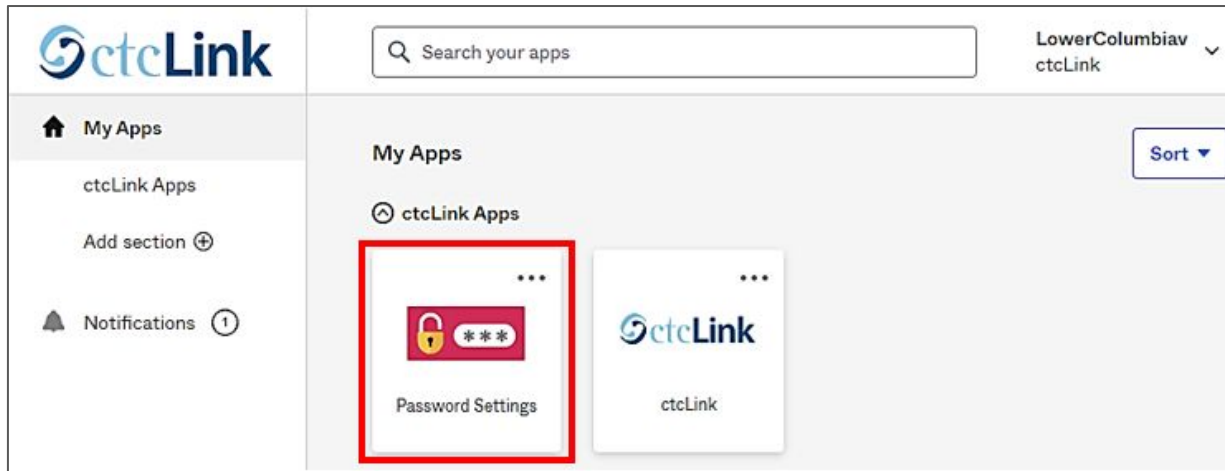 ctcLink
Search your apps
LowerColumbiav
ctcLink
My Apps
ctcLink Apps
Add section
Notifications 1
My Apps
Sort
ctcLink Apps
...
***
Password Settings
...
ctcLink
ctcLink